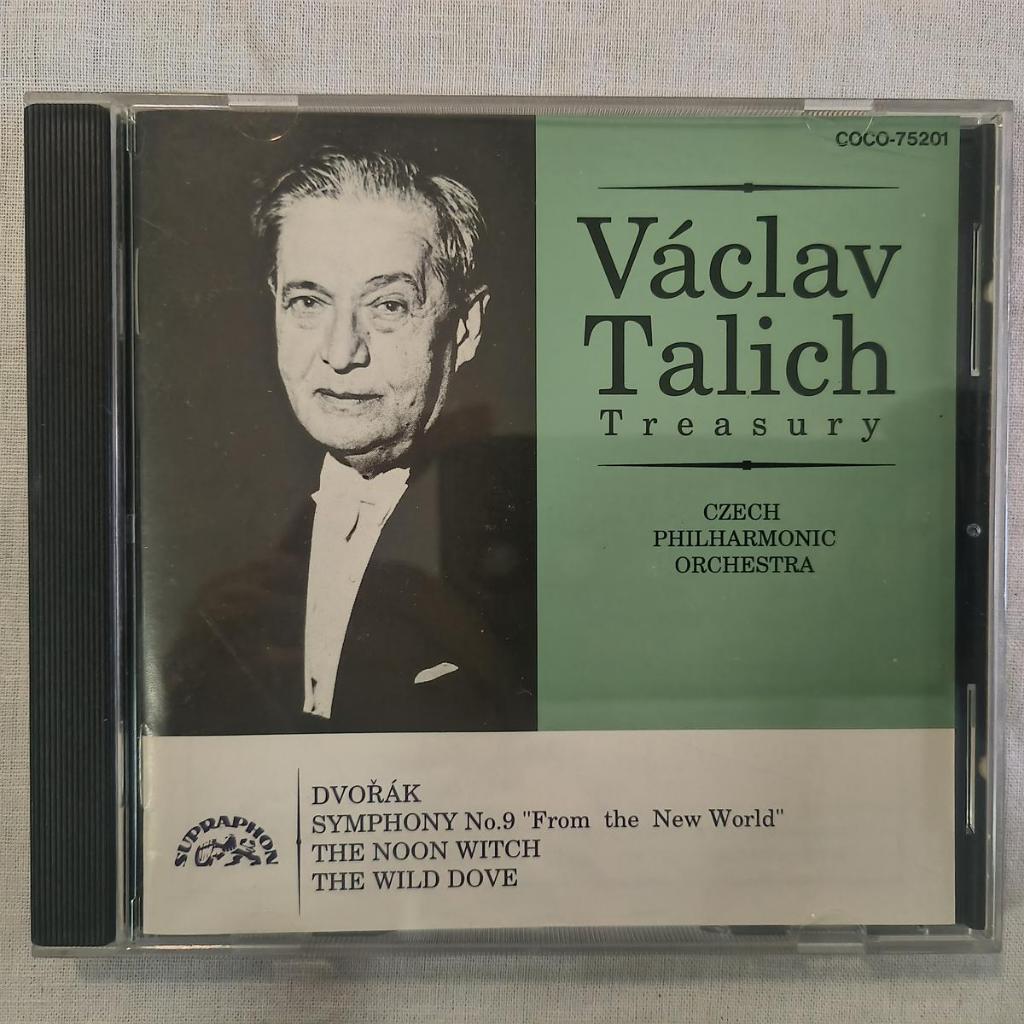 COCO-75201
Václav
Talich
Treasury
CZECH
PHILHARMONIC
ORCHESTRA
SUPRAPHON
DVOŘÁK
SYMPHONY No.9 "From the New World"
THE NOON WITCH
THE WILD DOVE